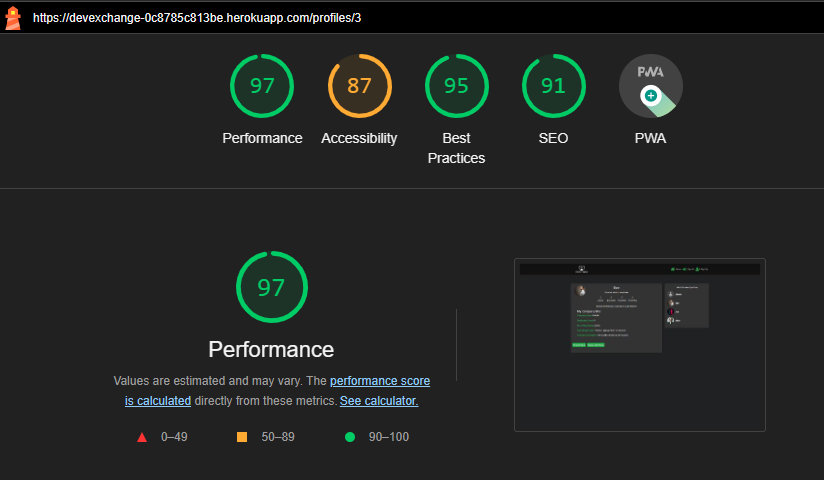 https://devexchange-0c8785c813be.herokuapp.com/profiles/3
97
87
95
91
PWA
Performance
Accessibility
Best
Practices
SEO
PWA
97
Performance
Values are estimated and may vary. The performance score
is calculated directly from these metrics. See calculator.
0–49
50–89
90–100